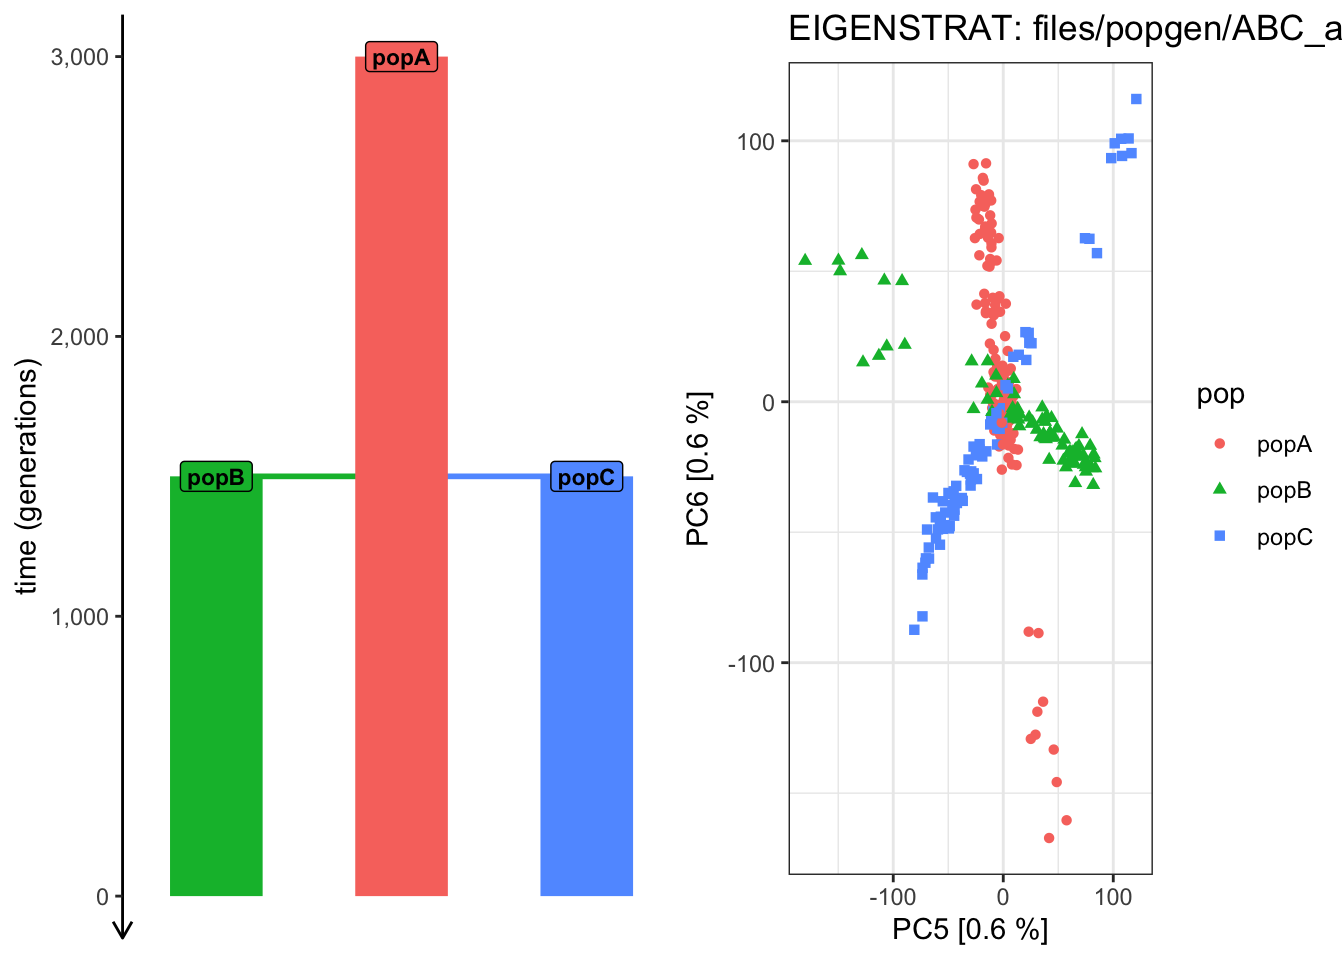 3,000
2,000
1,000
0
time (generations)
popA
popB
popC
EIGENSTRAT: files/popgen/ABC_a
100
0
-100
PC6 [0.6 %]
-100
0
100
PC5 [0.6 %]
pop
popA
popB
popC